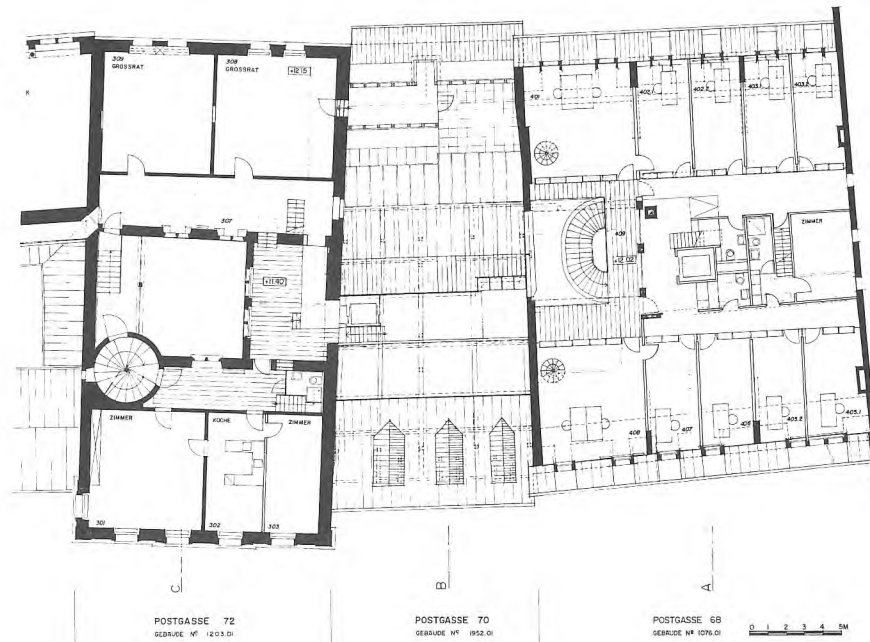 309
GROSSRAT
308
GROSSRAT
+12.15
K
307
+11.40
ZIMMER
KÜCHE
ZIMMER
301
302
303
401
402.1
402.2
403.1
403.2
409
+12.02
ZIMMER
408
407
406
405.2
405.1
C
B
A
POSTGASSE 72
GEBÄUDE Nº 1203.01
POSTGASSE 70
GEBÄUDE Nº 1952.01
POSTGASSE 68
GEBÄUDE Nº 1076.01
0 1 2 3 4 5M